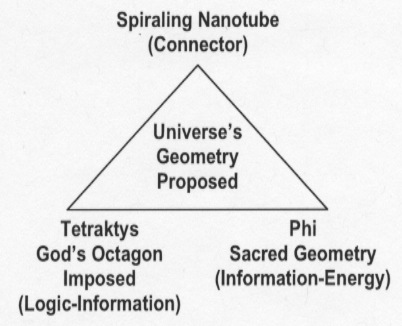 Spiraling Nanotube
(Connector)
Universe's
Geometry
Proposed
Tetraktys
God's Octagon
Imposed
(Logic-Information)
Phi
Sacred Geometry
(Information-Energy)